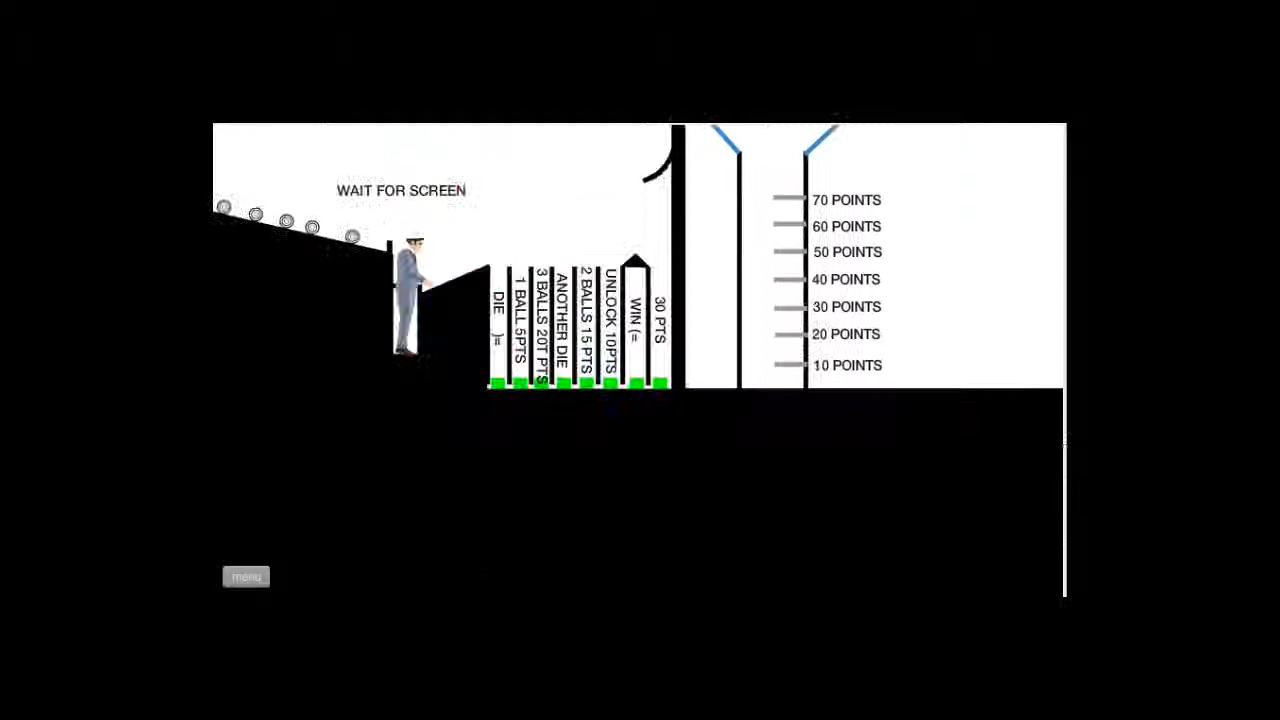 WAIT FOR SCREEN
DIE )=
1 BALL 5PTS
3 BALLS 20T PTS
ANOTHER DIE
2 BALLS 15 PTS
UNLOCK 10PTS
WIN (=
30 PTS
70 POINTS
60 POINTS
50 POINTS
40 POINTS
30 POINTS
20 POINTS
10 POINTS
menu